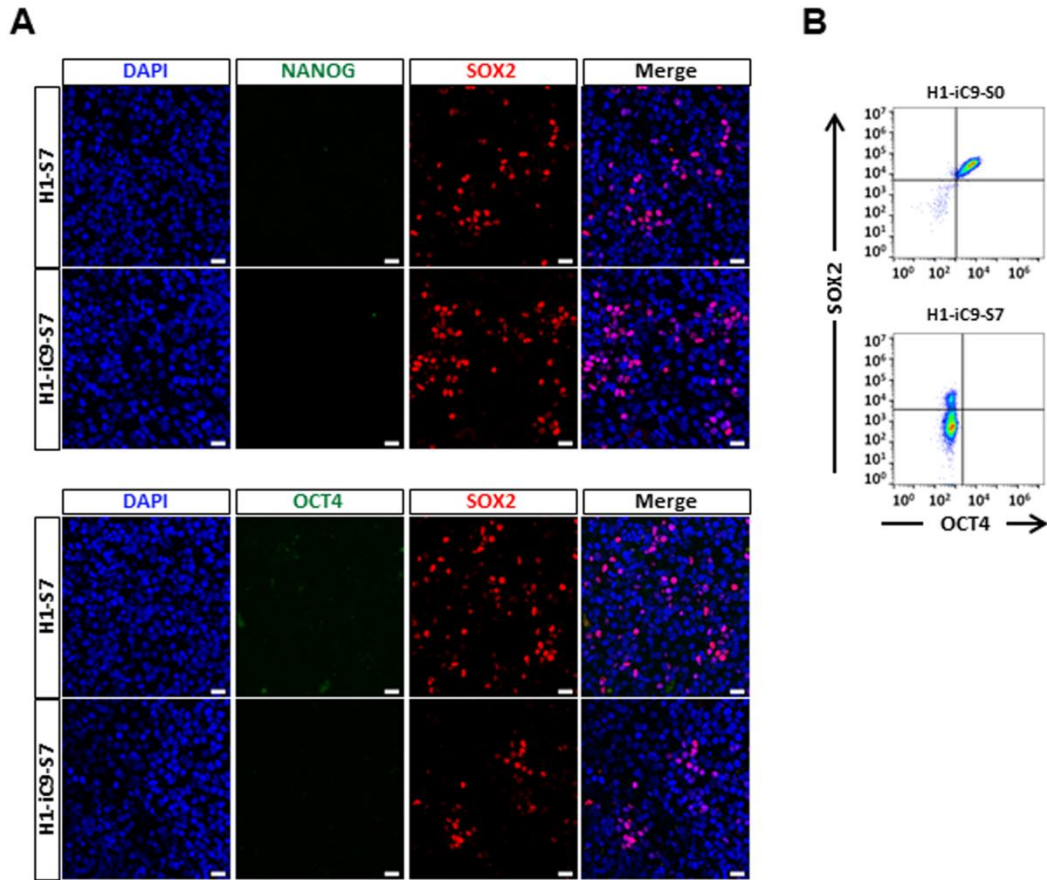 A
B
DAPI NANOG SOX2 Merge
H1-S7
H1-iC9-S7
DAPI OCT4 SOX2 Merge
H1-S7
H1-iC9-S7
H1-iC9-S0
10⁷
10⁶
10⁵
10⁴
10³
10²
10¹
10⁰
10⁰ 10² 10⁴ 10⁶
SOX2
H1-iC9-S7
10⁷
10⁶
10⁵
10⁴
10³
10²
10¹
10⁰
10⁰ 10² 10⁴ 10⁶
OCT4